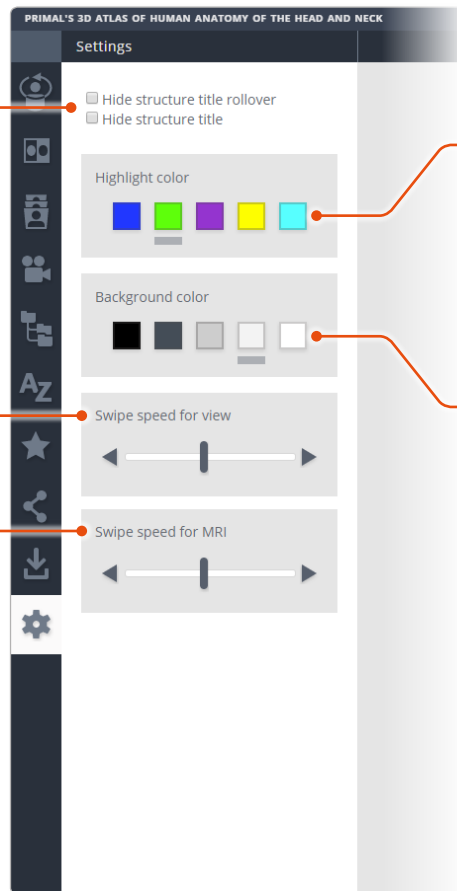 PRIMAL'S 3D ATLAS OF HUMAN ANATOMY OF THE HEAD AND NECK
Settings
Hide structure title rollover
Hide structure title
Highlight color
Background color
AZ
Swipe speed for view
Swipe speed for MRI